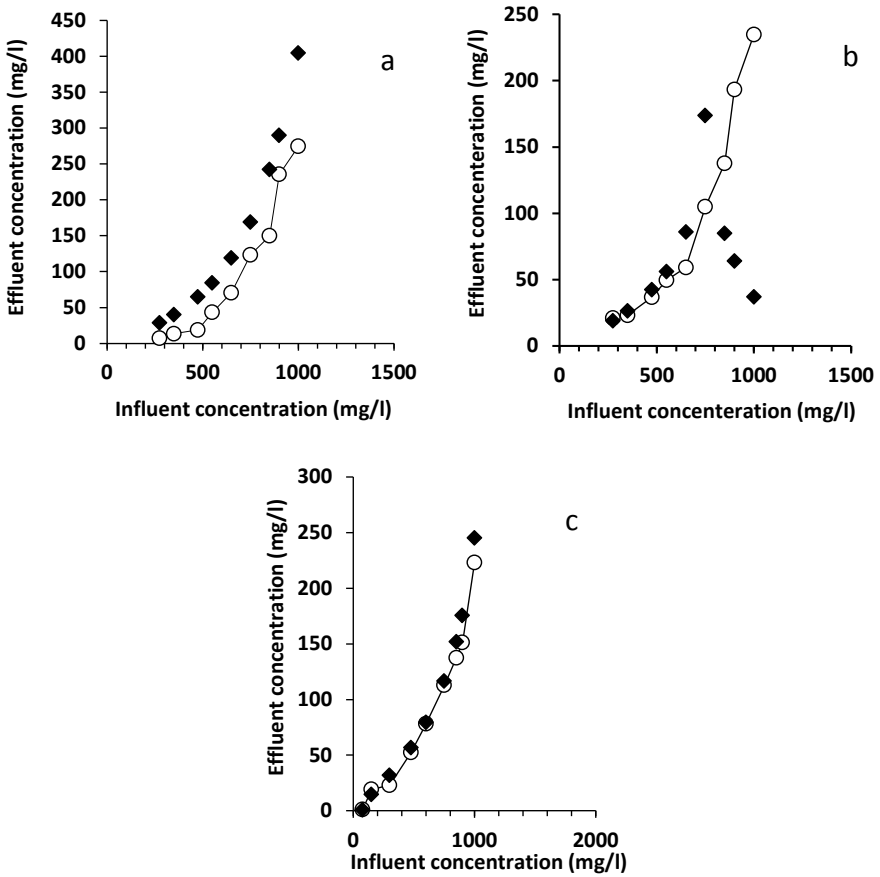 a
Effluent concentration (mg/l)
450
400
350
300
250
200
150
100
50
0
0 500 1000 1500
Influent concentration (mg/l)
b
Effluent concenteration (mg/l)
250
200
150
100
50
0
0 500 1000 1500
Influent concenteration (mg/l)
c
Effluent concentration (mg/l)
300
250
200
150
100
50
0
0 1000 2000
Influent concentration (mg/l)